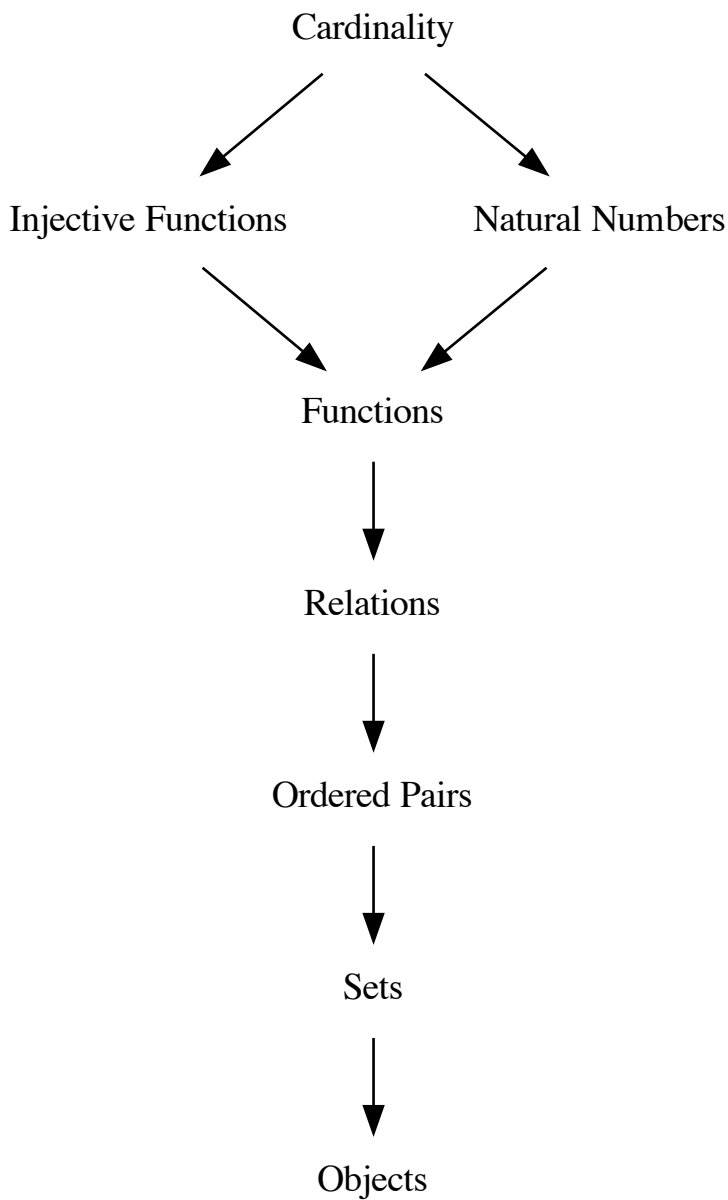 Cardinality
Injective Functions
Natural Numbers
Functions
Relations
Ordered Pairs
Sets
Objects